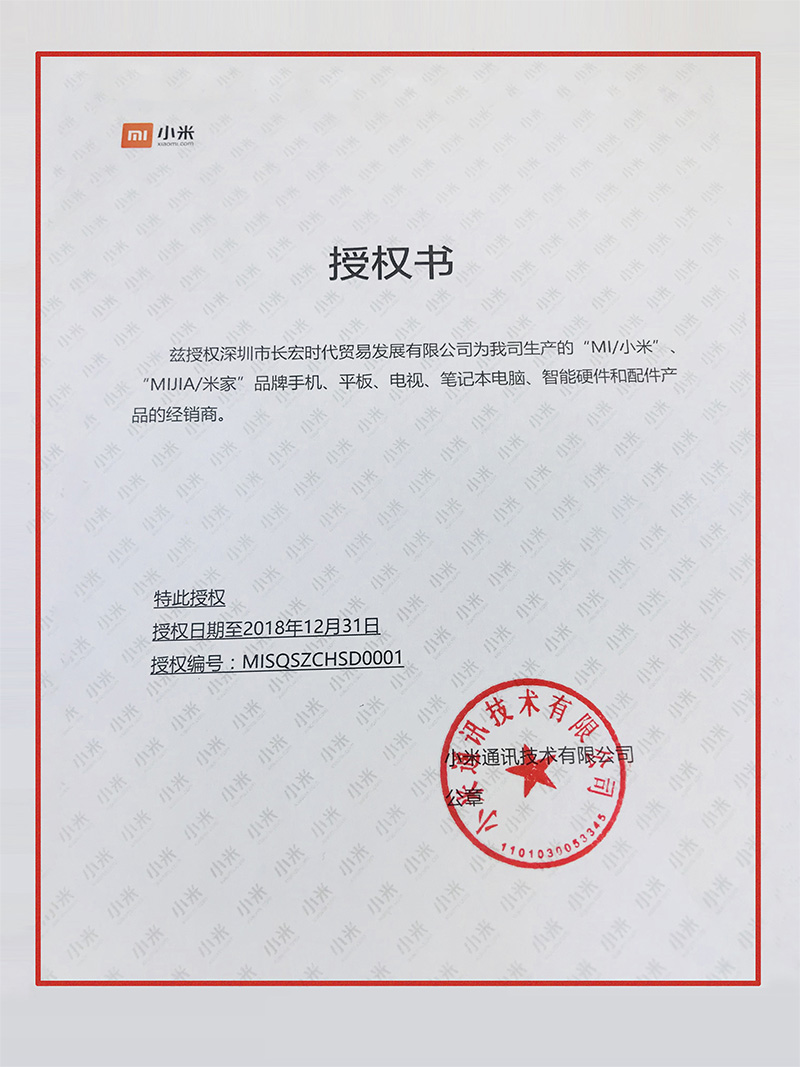 mi 小米
xiaomi.com
授权书
兹授权深圳市长宏时代贸易发展有限公司为我司生产的“MI/小米”、
“MIJIA/米家”品牌手机、平板、电视、笔记本电脑、智能硬件和配件产
品的经销商。
特此授权
授权日期至2018年12月31日
授权编号：MISQSZCHSD0001
小米通讯技术有限公司
公章
小米通讯技术有限公司
1101030053345